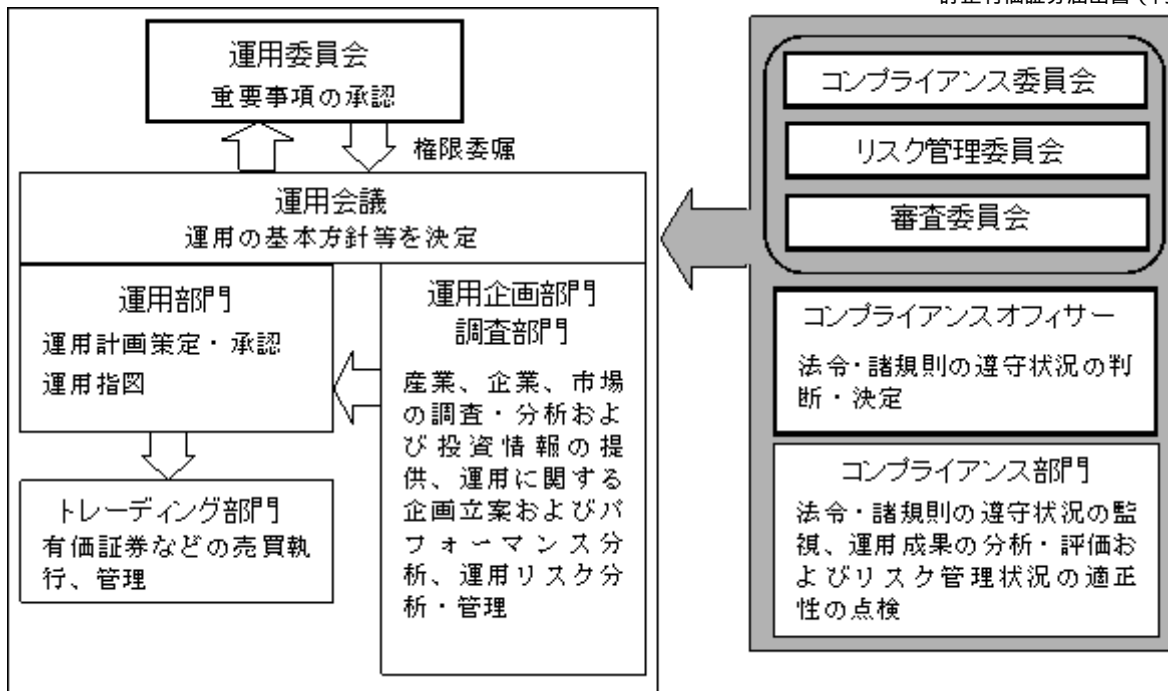 運用委員会
重要事項の承認
権限委嘱
運用会議
運用の基本方針等を決定
運用部門
運用計画策定・承認
運用指図
トレーディング部門
有価証券などの売買執
行、管理
運用企画部門
調査部門
産業、企業、市場
の調査・分析およ
び投資情報の提
供、運用に関する
企画立案およびパ
フォーマンス分
析、運用リスク分
析・管理
コンプライアンス委員会
リスク管理委員会
審査委員会
コンプライアンスオフィサー
法令・諸規則の遵守状況の判
断・決定
コンプライアンス部門
法令・諸規則の遵守状況の監
視、運用成果の分析・評価お
よびリスク管理状況の適正
性の点検